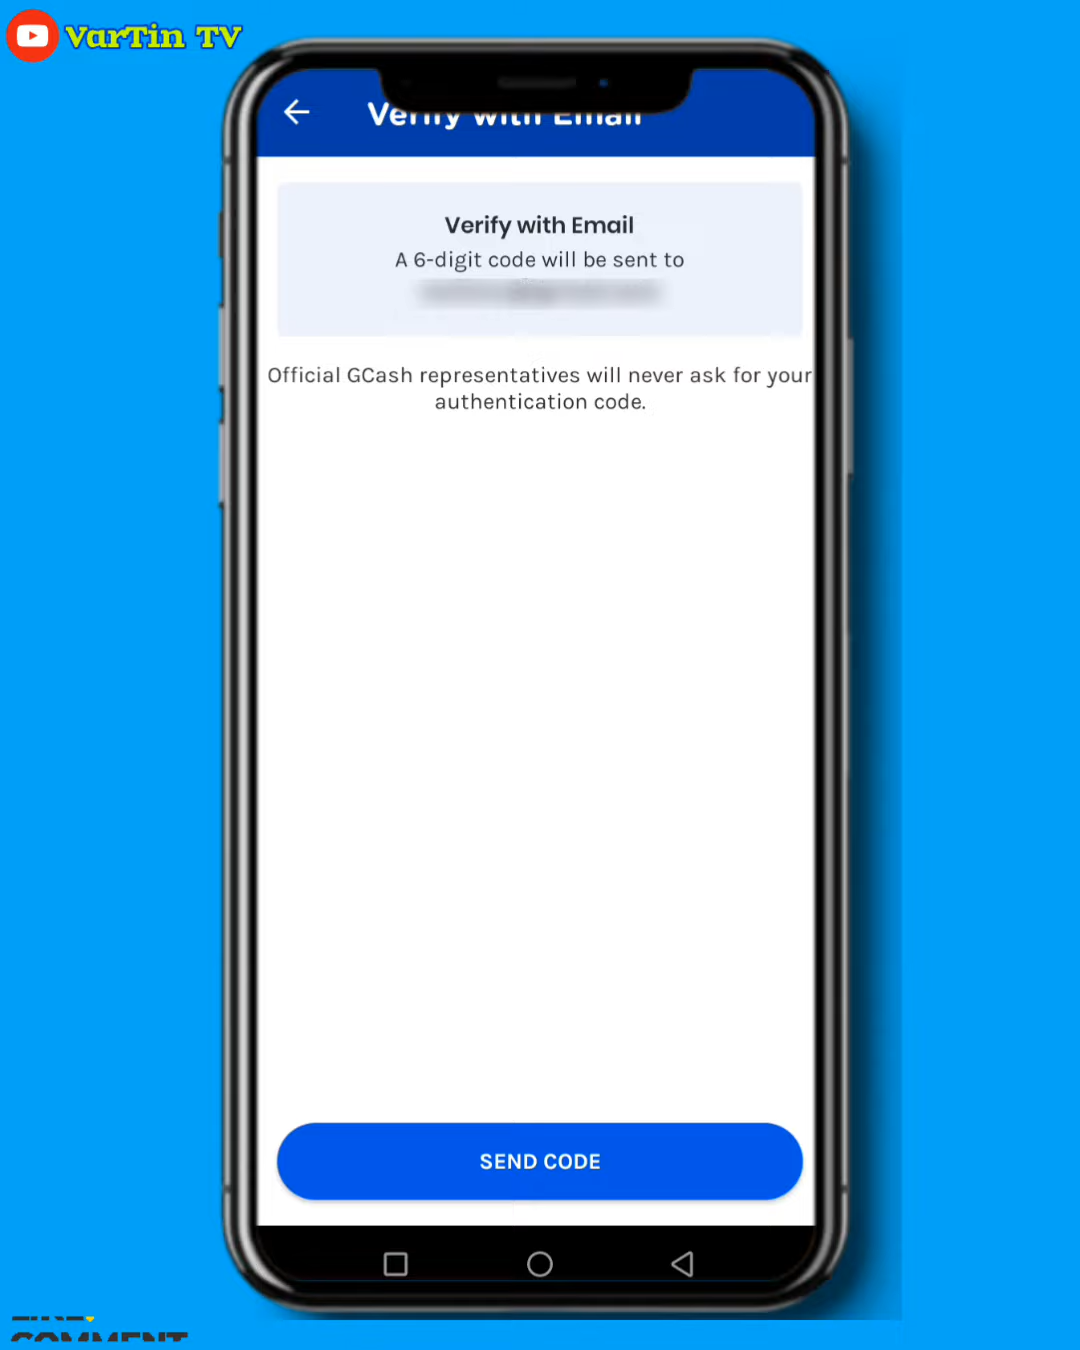 VarTin TV
Verify with Email
Verify with Email
A 6-digit code will be sent to
Official GCash representatives will never ask for your
authentication code.
SEND CODE
COMMENT